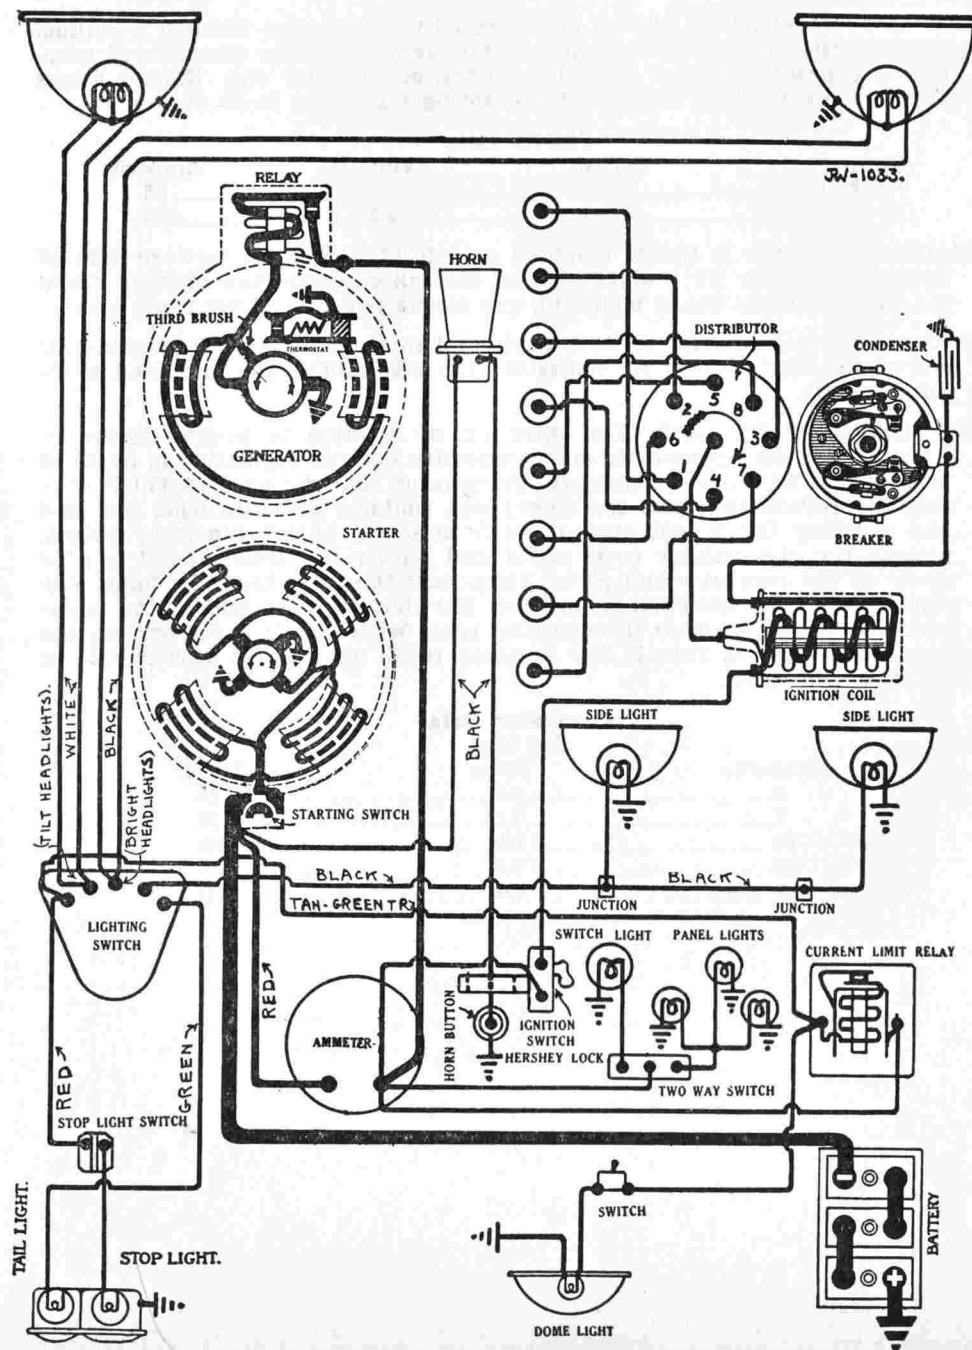 JW-1033.
RELAY
HORN
THIRD BRUSH
THERMOSTAT
GENERATOR
DISTRIBUTOR
CONDENSER
5
2
8
6
3
1
7
4
BREAKER
STARTER
IGNITION COIL
SIDE LIGHT
SIDE LIGHT
(TILT HEADLIGHTS).
WHITE
BLACK
(BRIGHT
HEADLIGHTS)
BLACK
STARTING SWITCH
BLACK
BLACK
TAN-GREEN TR
JUNCTION
JUNCTION
LIGHTING
SWITCH
SWITCH LIGHT
PANEL LIGHTS
CURRENT LIMIT RELAY
RED
AMMETER
HORN BUTTON
IGNITION
SWITCH
HERSHEY LOCK
TWO WAY SWITCH
RED
GREEN
STOP LIGHT SWITCH
SWITCH
BATTERY
TAIL LIGHT.
STOP LIGHT.
DOME LIGHT